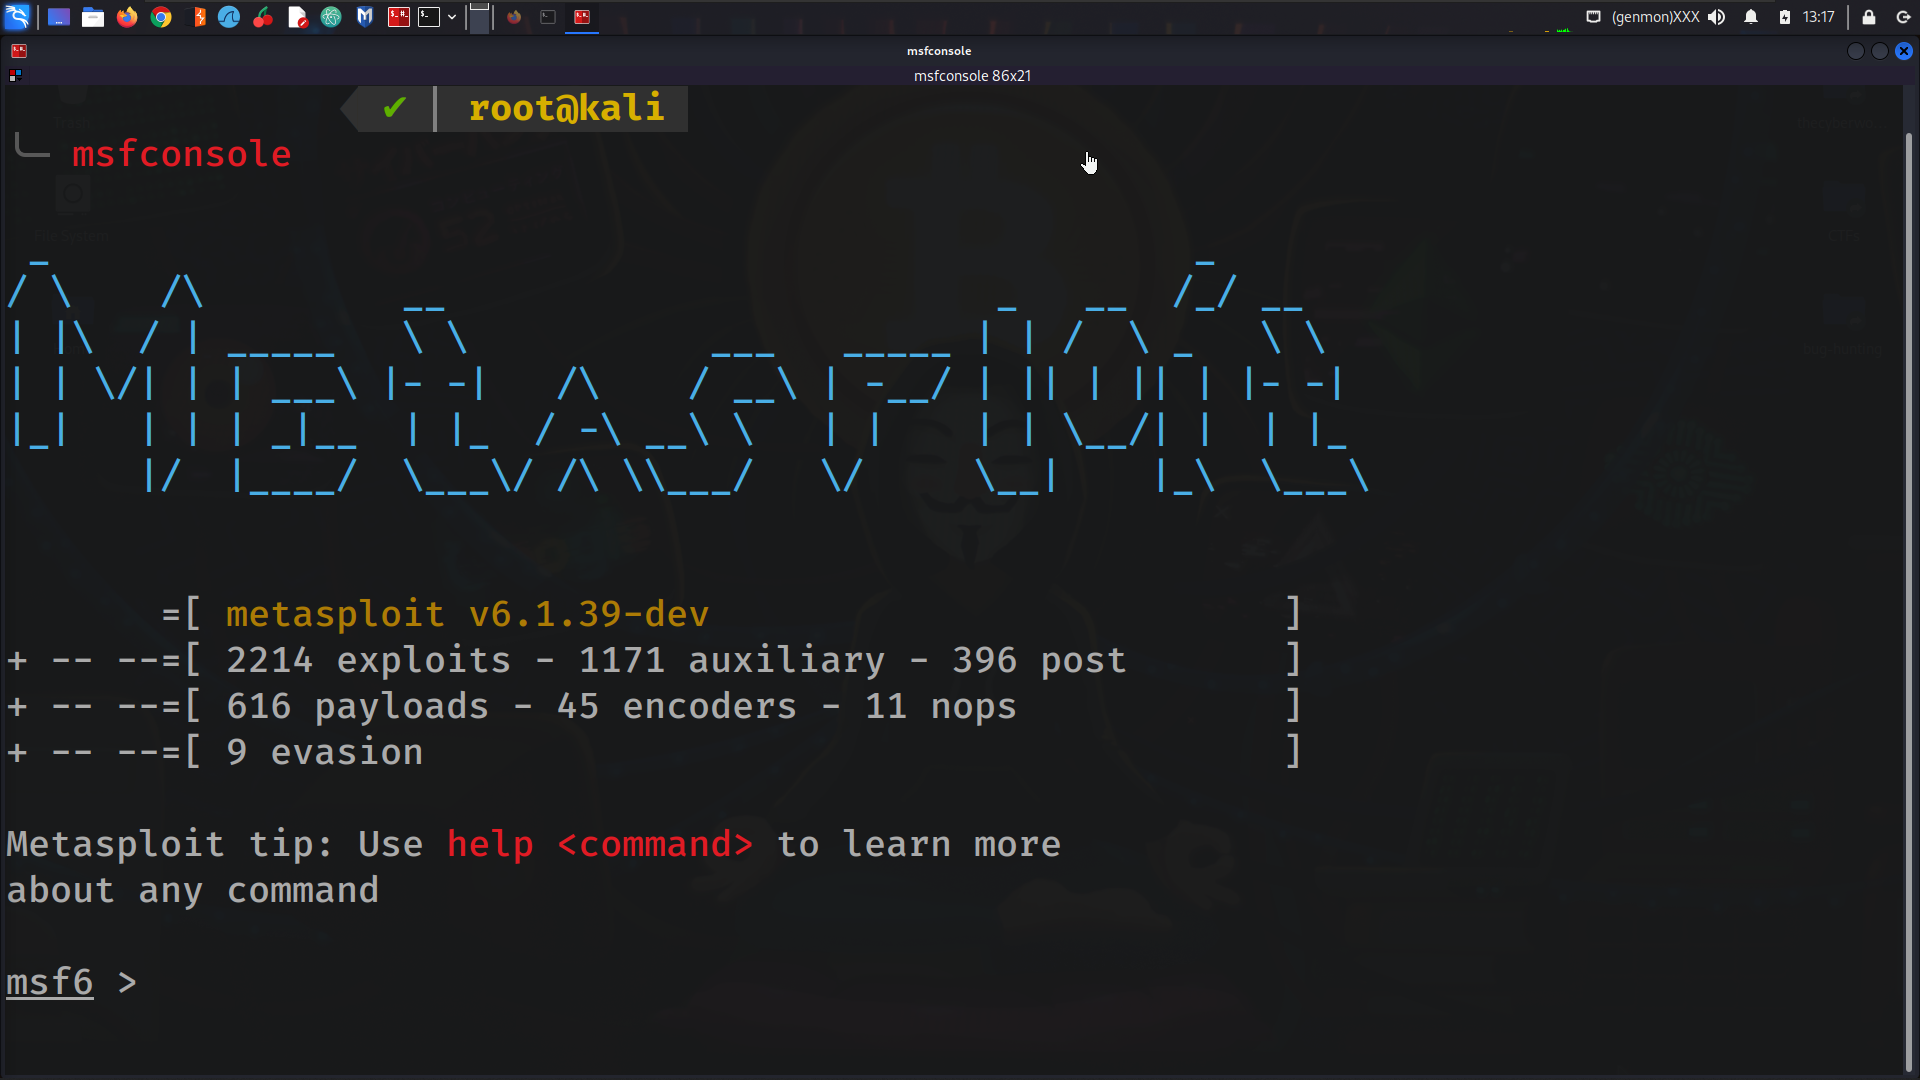 (genmon)XXX 13:17
msfconsole
msfconsole 86x21
✔ root@kali
msfconsole
METASPLOIT
=[ metasploit v6.1.39-dev ]
+ -- --=[ 2214 exploits - 1171 auxiliary - 396 post ]
+ -- --=[ 616 payloads - 45 encoders - 11 nops ]
+ -- --=[ 9 evasion ]
Metasploit tip: Use help <command> to learn more
about any command
msf6 >